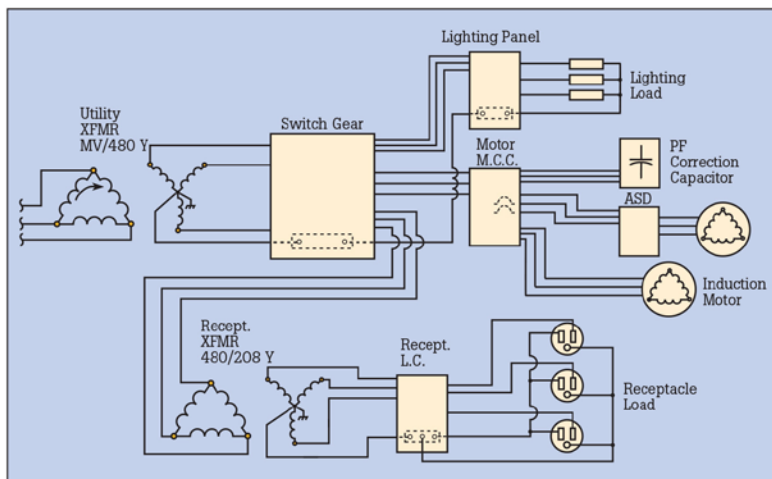 Lighting Panel
Lighting
Load
Utility
XFMR
MV/480 Y
Switch Gear
Motor
M.C.C.
PF
Correction
Capacitor
ASD
Induction
Motor
Recept.
XFMR
480/208 Y
Recept.
L.C.
Receptacle
Load